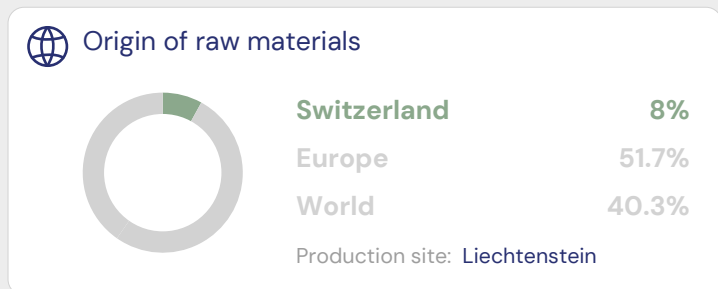 Origin of raw materials
Switzerland 8%
Europe 51.7%
World 40.3%
Production site: Liechtenstein